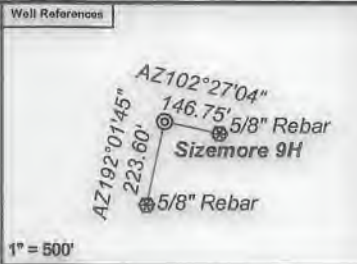 Well References
AZ102°27'04"
146.75'
5/8" Rebar
Sizemore 9H
AZ192°01'45"
223.60'
5/8" Rebar
1" = 500'